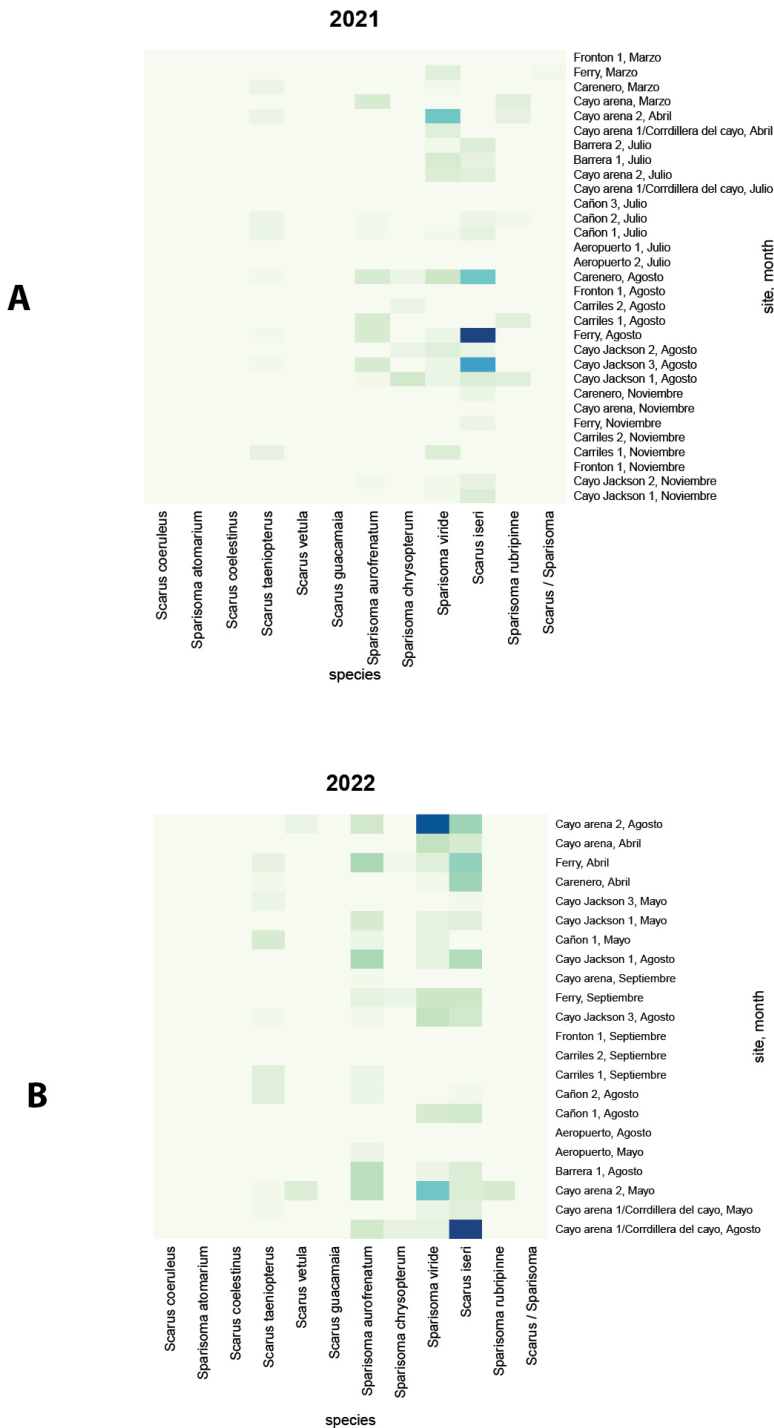 2021
Fronton 1, Marzo
Ferry, Marzo
Carenero, Marzo
Cayo arena, Marzo
Cayo arena 2, Abril
Cayo arena 1/Corrdillera del cayo, Abril
Barrera 2, Julio
Barrera 1, Julio
Cayo arena 2, Julio
Cayo arena 1/Corrdillera del cayo, Julio
Cañon 3, Julio
Cañon 2, Julio
Cañon 1, Julio
Aeropuerto 1, Julio
Aeropuerto 2, Julio
Carenero, Agosto
Fronton 1, Agosto
Carriles 2, Agosto
Carriles 1, Agosto
Ferry, Agosto
Cayo Jackson 2, Agosto
Cayo Jackson 3, Agosto
Cayo Jackson 1, Agosto
Carenero, Noviembre
Cayo arena, Noviembre
Ferry, Noviembre
Carriles 2, Noviembre
Carriles 1, Noviembre
Fronton 1, Noviembre
Cayo Jackson 2, Noviembre
Cayo Jackson 1, Noviembre
site, month
A
Scarus coeruleus
Sparisoma atomarium
Scarus coelestinus
Scarus taeniopterus
Scarus vetula
Scarus guacamaia
Sparisoma aurofrenatum
Sparisoma chrysopterum
Sparisoma viride
Scarus iseri
Sparisoma rubripinne
Scarus / Sparisoma
species
2022
Cayo arena 2, Agosto
Cayo arena, Abril
Ferry, Abril
Carenero, Abril
Cayo Jackson 3, Mayo
Cayo Jackson 1, Mayo
Cañon 1, Mayo
Cayo Jackson 1, Agosto
Cayo arena, Septiembre
Ferry, Septiembre
Cayo Jackson 3, Agosto
Fronton 1, Septiembre
Carriles 2, Septiembre
Carriles 1, Septiembre
Cañon 2, Agosto
Cañon 1, Agosto
Aeropuerto, Agosto
Aeropuerto, Mayo
Barrera 1, Agosto
Cayo arena 2, Mayo
Cayo arena 1/Corrdillera del cayo, Mayo
Cayo arena 1/Corrdillera del cayo, Agosto
site, month
B
Scarus coeruleus
Sparisoma atomarium
Scarus coelestinus
Scarus taeniopterus
Scarus vetula
Scarus guacamaia
Sparisoma aurofrenatum
Sparisoma chrysopterum
Sparisoma viride
Scarus iseri
Sparisoma rubripinne
Scarus / Sparisoma
species